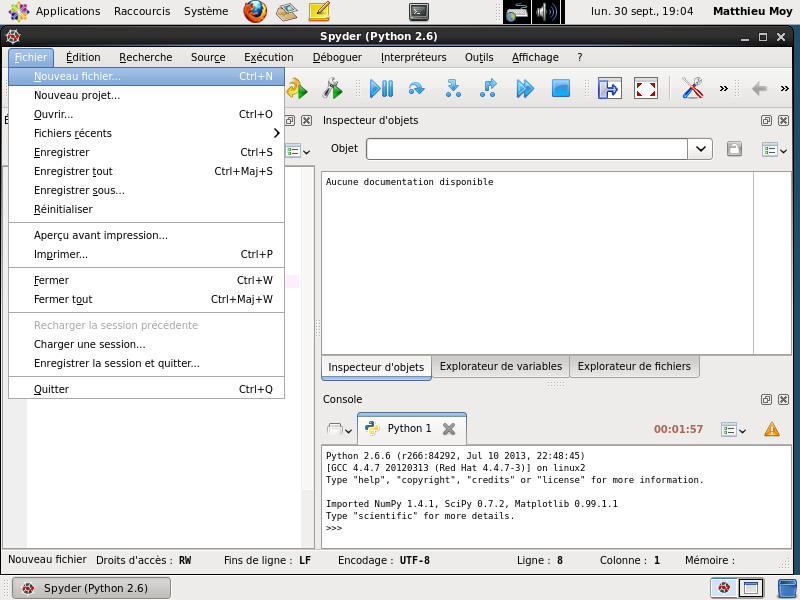 Applications Raccourcis Système lun. 30 sept., 19:04 Matthieu Moy
Spyder (Python 2.6)
Fichier Édition Recherche Source Exécution Déboguer Interpréteurs Outils Affichage ?
Nouveau fichier... Ctrl+N
Nouveau projet...
Ouvrir... Ctrl+O
Fichiers récents
Enregistrer Ctrl+S
Enregistrer tout Ctrl+Maj+S
Enregistrer sous...
Réinitialiser
Aperçu avant impression...
Imprimer... Ctrl+P
Fermer Ctrl+W
Fermer tout Ctrl+Maj+W
Recharger la session précédente
Charger une session...
Enregistrer la session et quitter...
Quitter Ctrl+Q
Inspecteur d'objets
Objet
Aucune documentation disponible
Inspecteur d'objets Explorateur de variables Explorateur de fichiers
Console
Python 1 00:01:57
Python 2.6.6 (r266:84292, Jul 10 2013, 22:48:45)
[GCC 4.4.7 20120313 (Red Hat 4.4.7-3)] on linux2
Type "help", "copyright", "credits" or "license" for more information.
Imported NumPy 1.4.1, SciPy 0.7.2, Matplotlib 0.99.1.1
Type "scientific" for more details.
>>>
Nouveau fichier Droits d'accès : RW Fins de ligne : LF Encodage : UTF-8 Ligne : 8 Colonne : 1 Mémoire :
Spyder (Python 2.6)